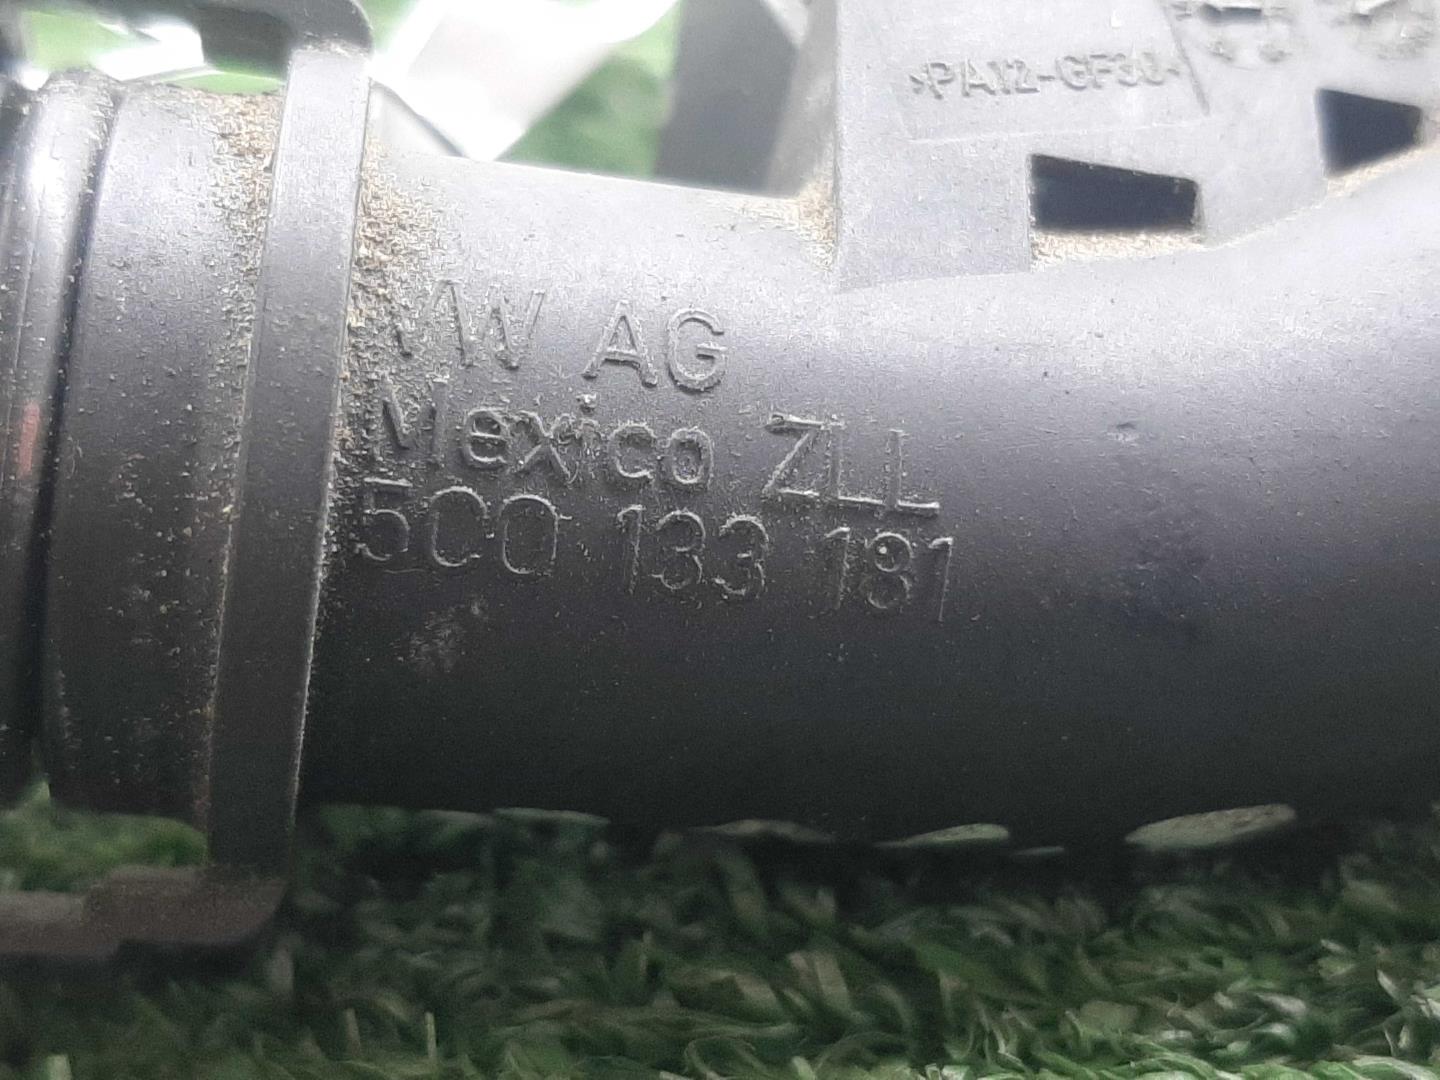 >PA12-GF30<
VW AG
Mexico ZLL
5C0 133 181